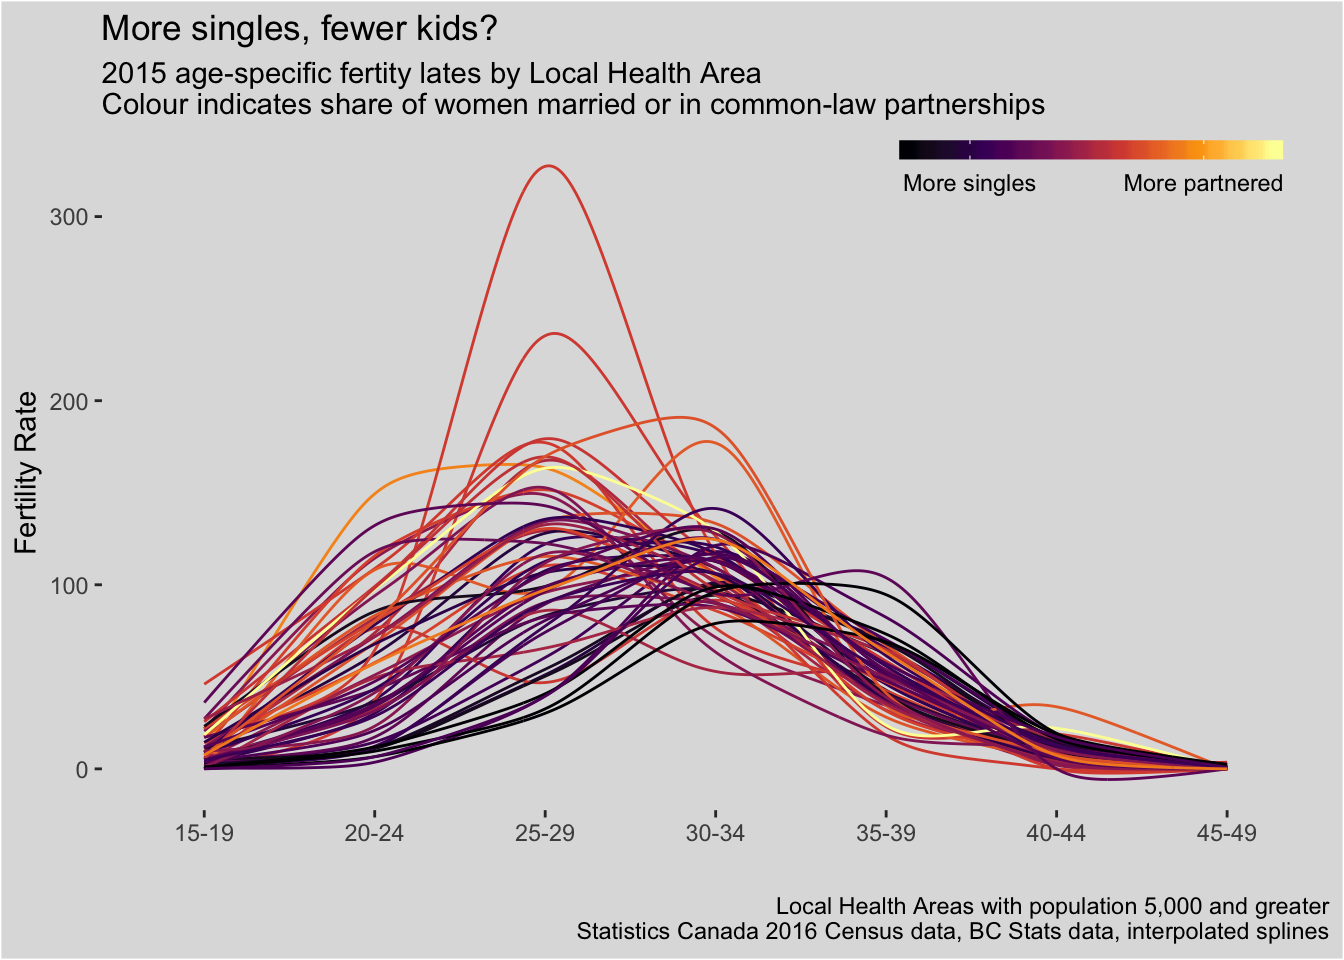 More singles, fewer kids?
2015 age-specific fertity lates by Local Health Area
Colour indicates share of women married or in common-law partnerships
More singles More partnered
Fertility Rate
300
200
100
0
15-19 20-24 25-29 30-34 35-39 40-44 45-49
Local Health Areas with population 5,000 and greater
Statistics Canada 2016 Census data, BC Stats data, interpolated splines